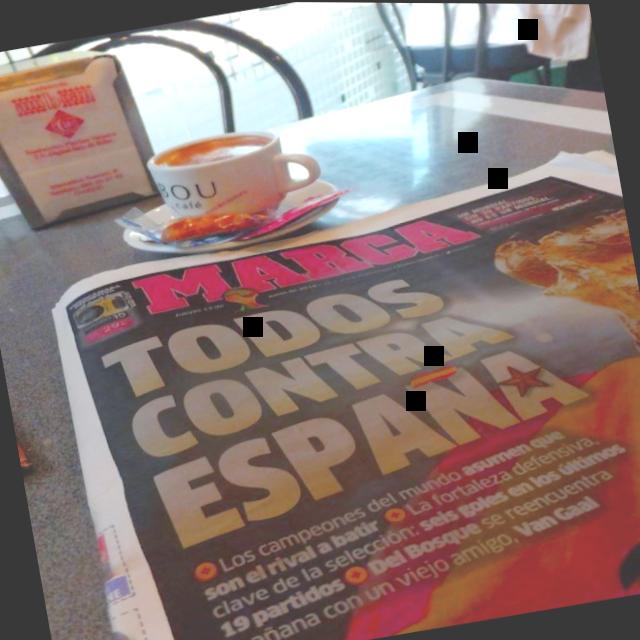 BOU
café
MARCA
TODOS
CONTRA
ESPAÑA
Los campeones del mundo asumen que
son el rival a batir La fortaleza defensiva,
clave de la selección: seis goles en los últimos
19 partidos Del Bosque se reencuentra
mañana con un viejo amigo, Van Gaal